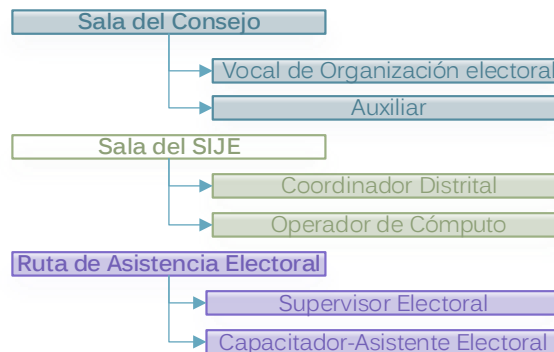 Sala del Consejo
Vocal de Organización electoral
Auxiliar
Sala del SIJE
Coordinador Distrital
Operador de Cómputo
Ruta de Asistencia Electoral
Supervisor Electoral
Capacitador-Asistente Electoral